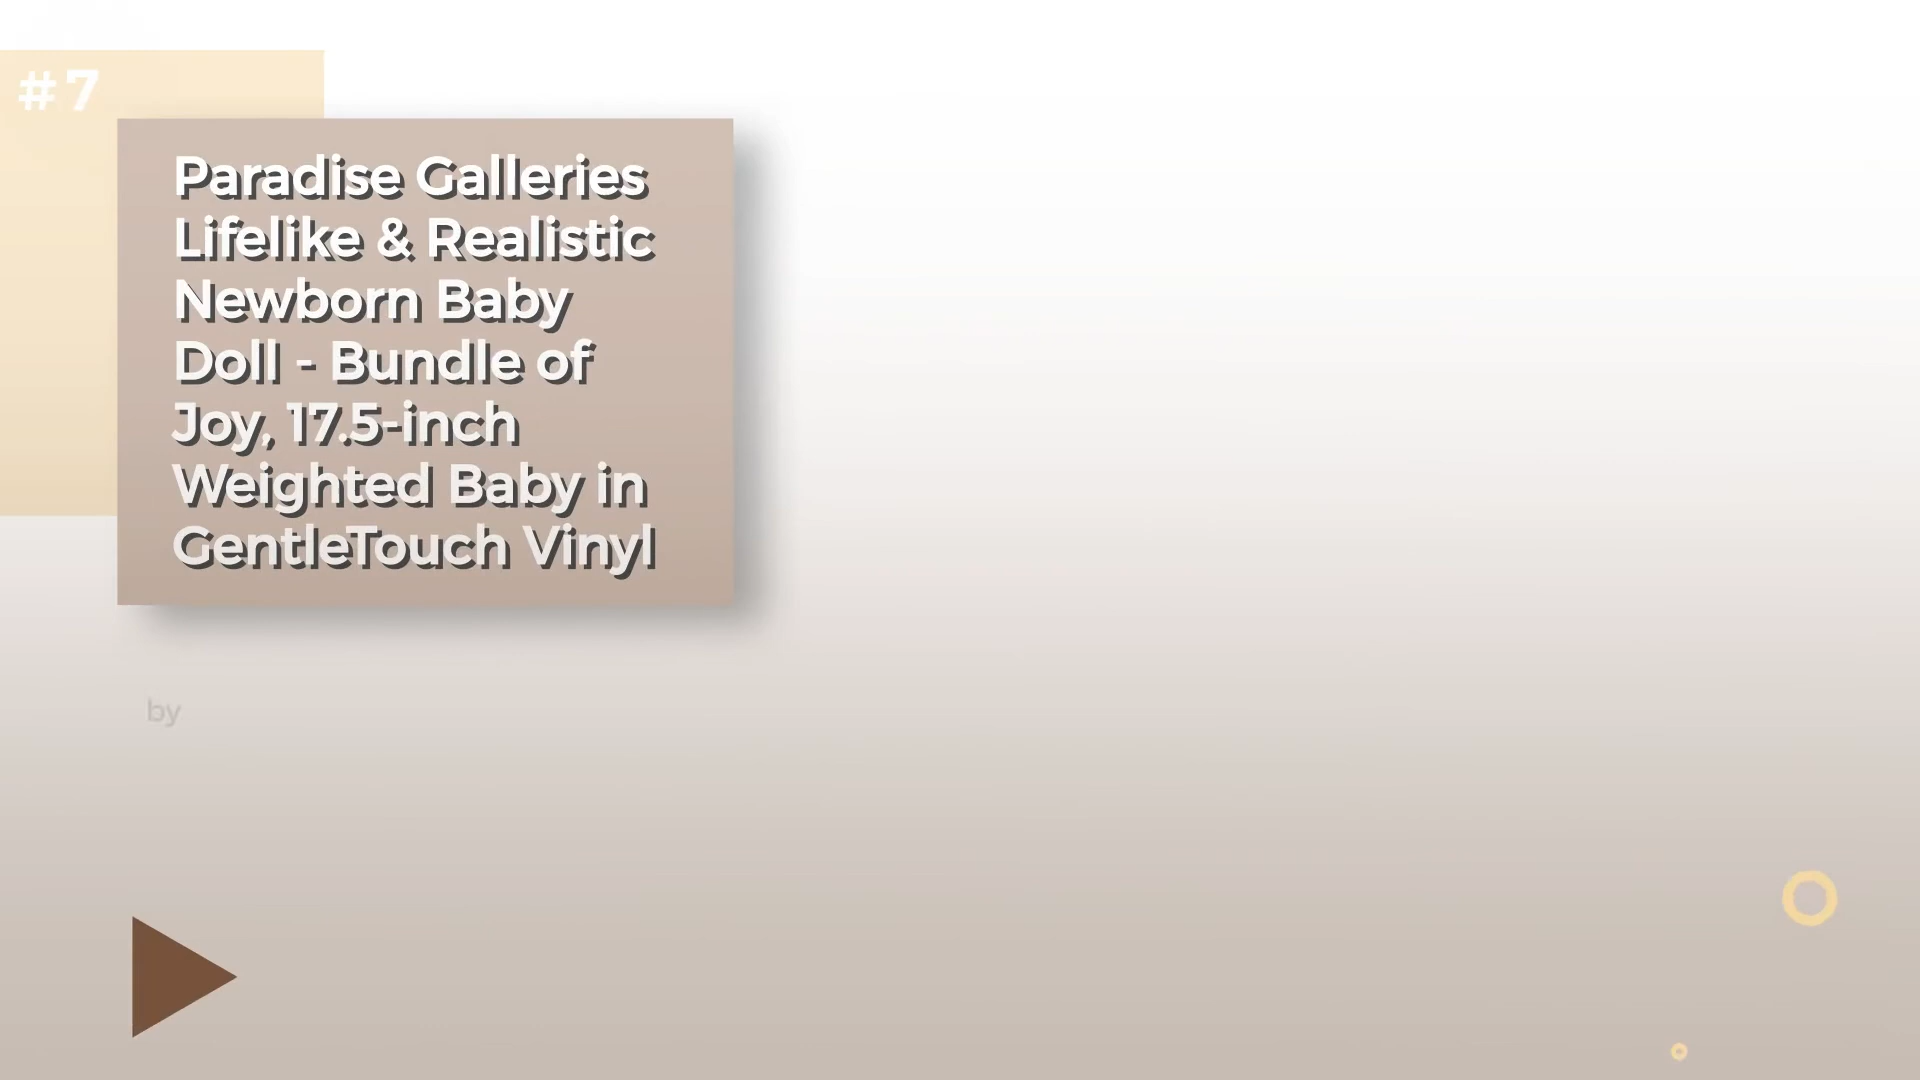 #7
Paradise Galleries
Lifelike & Realistic
Newborn Baby
Doll - Bundle of
Joy, 17.5-inch
Weighted Baby in
GentleTouch Vinyl
by